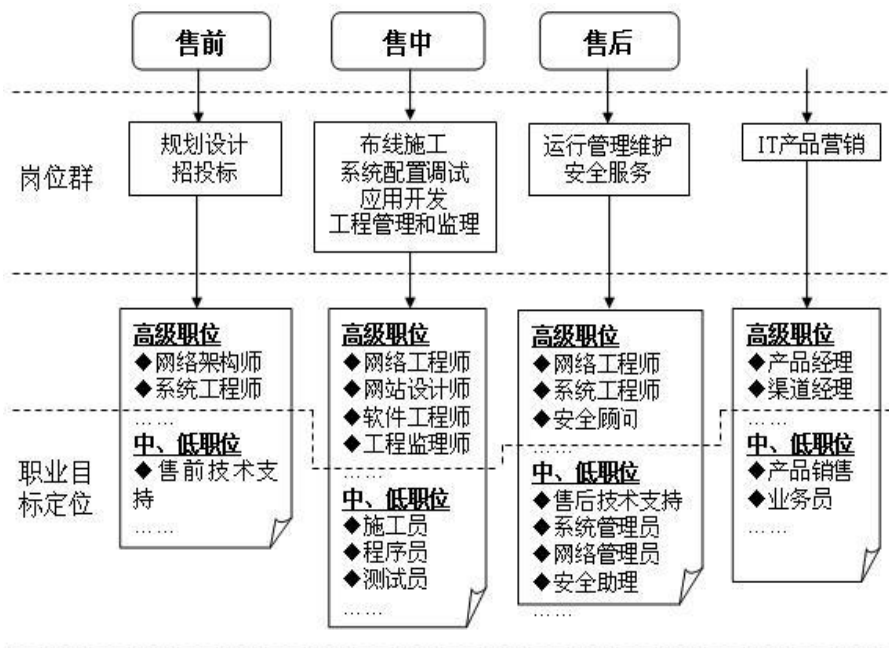 售前
售中
售后
岗位群
规划设计
招投标
布线施工
系统配置调试
应用开发
工程管理和监理
运行管理维护
安全服务
IT产品营销
职业目
标定位
高级职位
◆网络架构师
◆系统工程师
……
中、低职位
◆售前技术支
持
……
高级职位
◆网络工程师
◆网站设计师
◆软件工程师
◆工程监理师
……
中、低职位
◆施工员
◆程序员
◆测试员
……
高级职位
◆网络工程师
◆系统工程师
◆安全顾问
……
中、低职位
◆售后技术支持
◆系统管理员
◆网络管理员
◆安全助理
……
高级职位
◆产品经理
◆渠道经理
……
中、低职位
◆产品销售
◆业务员
……